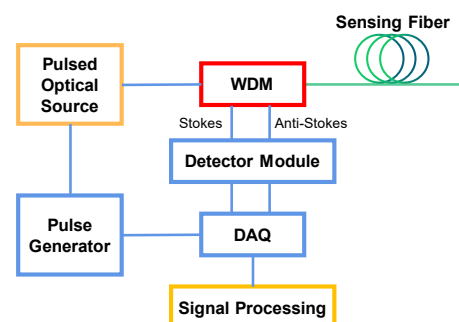 Sensing Fiber
Pulsed
Optical
Source
WDM
Stokes
Anti-Stokes
Detector Module
Pulse
Generator
DAQ
Signal Processing